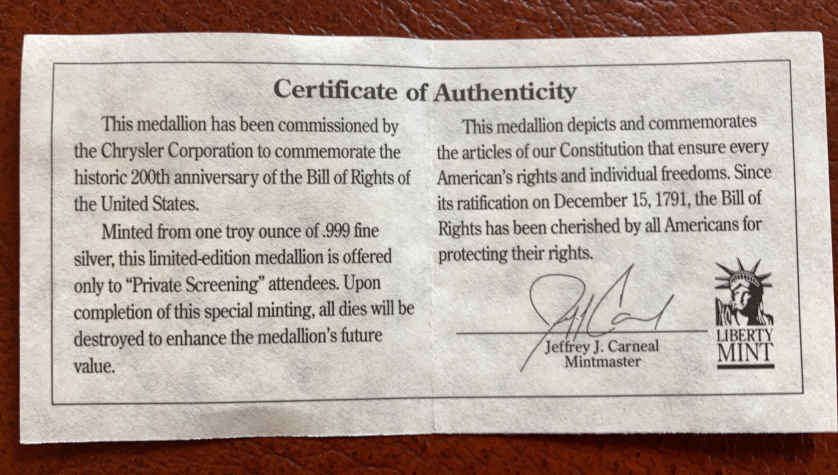 Certificate of Authenticity
This medallion has been commissioned by
the Chrysler Corporation to commemorate the
historic 200th anniversary of the Bill of Rights of
the United States.
Minted from one troy ounce of .999 fine
silver, this limited-edition medallion is offered
only to “Private Screening” attendees. Upon
completion of this special minting, all dies will be
destroyed to enhance the medallion’s future
value.
This medallion depicts and commemorates
the articles of our Constitution that ensure every
American’s rights and individual freedoms. Since
its ratification on December 15, 1791, the Bill of
Rights has been cherished by all Americans for
protecting their rights.
Jeffrey J. Carneal
Mintmaster
LIBERTY
MINT